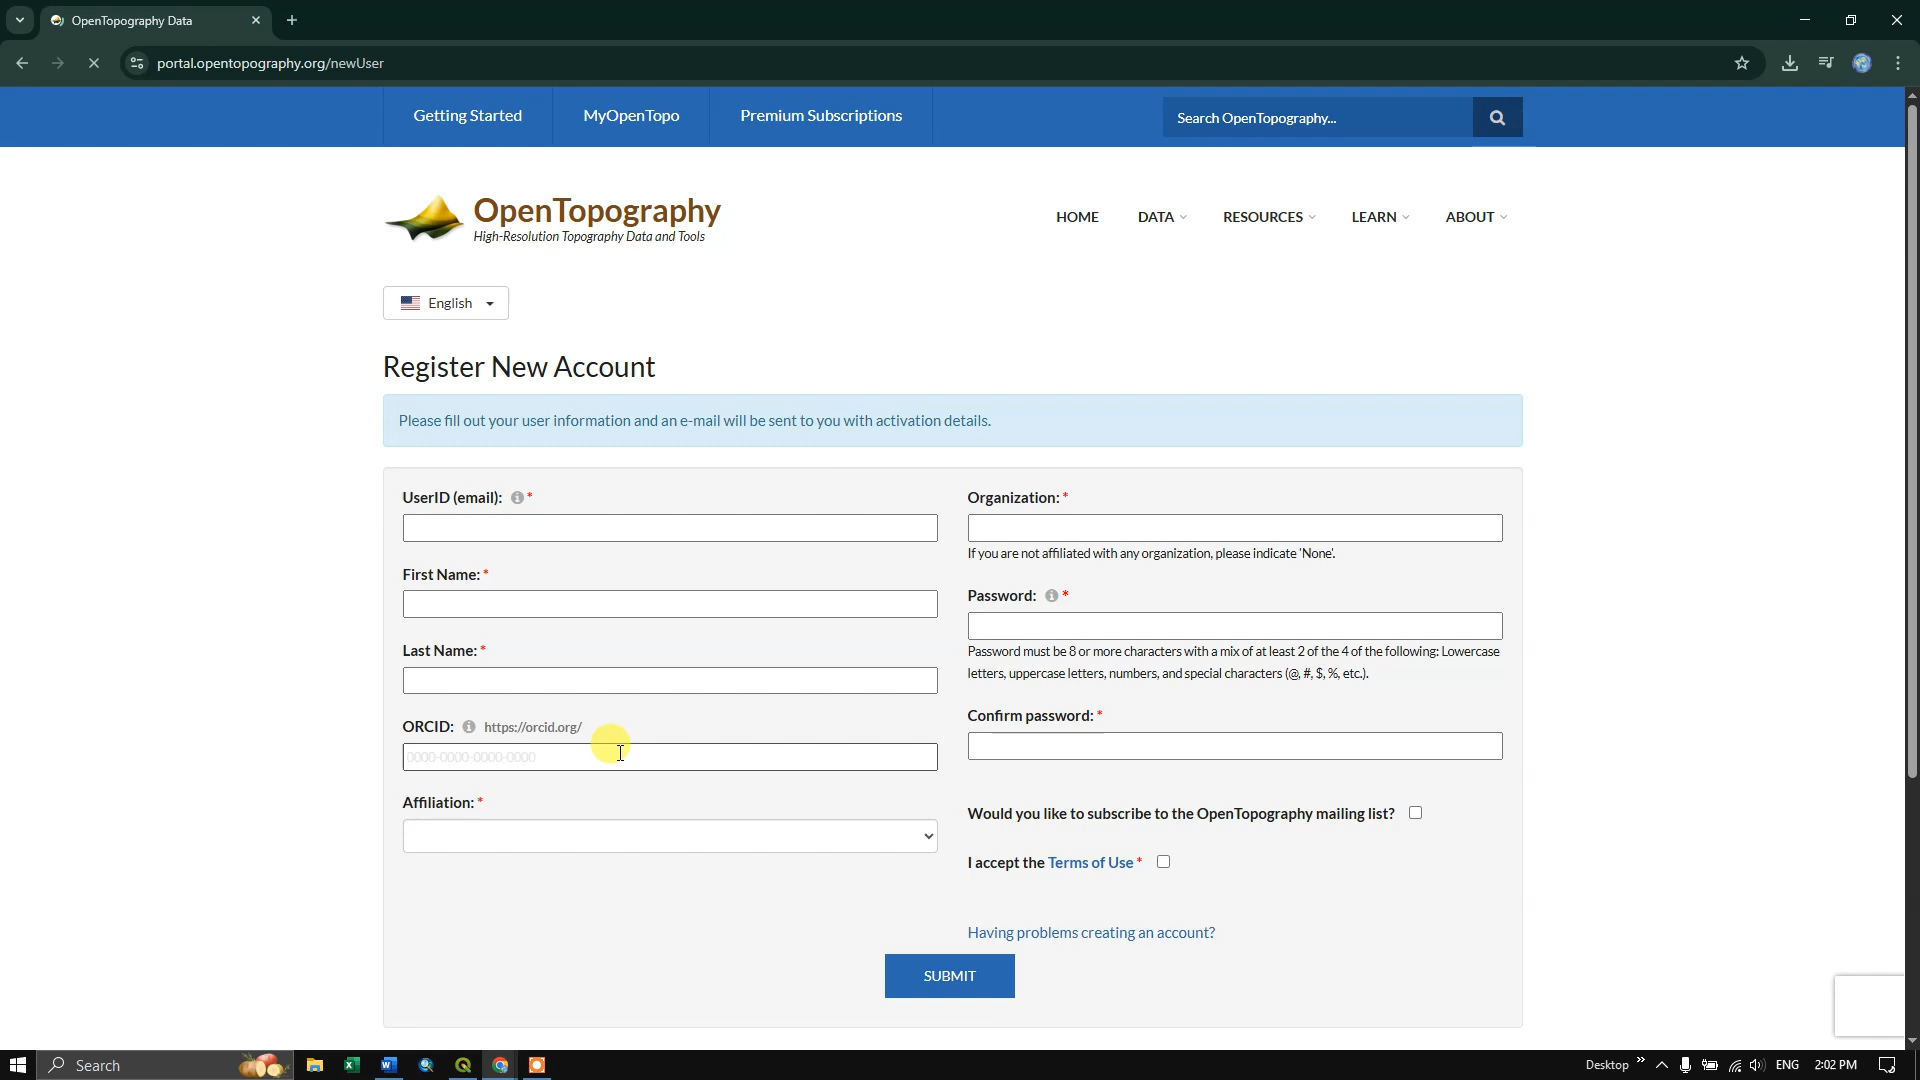 OpenTopography Data
portal.opentopography.org/newUser
Getting Started
MyOpenTopo
Premium Subscriptions
Search OpenTopography...
OpenTopography
High-Resolution Topography Data and Tools
HOME
DATA
RESOURCES
LEARN
ABOUT
English
Register New Account
Please fill out your user information and an e-mail will be sent to you with activation details.
UserID (email): *
First Name: *
Last Name: *
ORCID: https://orcid.org/
0000-0000-0000-0000
Affiliation: *
Organization: *
If you are not affiliated with any organization, please indicate 'None'.
Password: *
Password must be 8 or more characters with a mix of at least 2 of the 4 of the following: Lowercase
letters, uppercase letters, numbers, and special characters (@, #, $, %, etc.).
Confirm password: *
Would you like to subscribe to the OpenTopography mailing list?
I accept the Terms of Use *
Having problems creating an account?
SUBMIT
Search
Desktop
ENG
2:02 PM